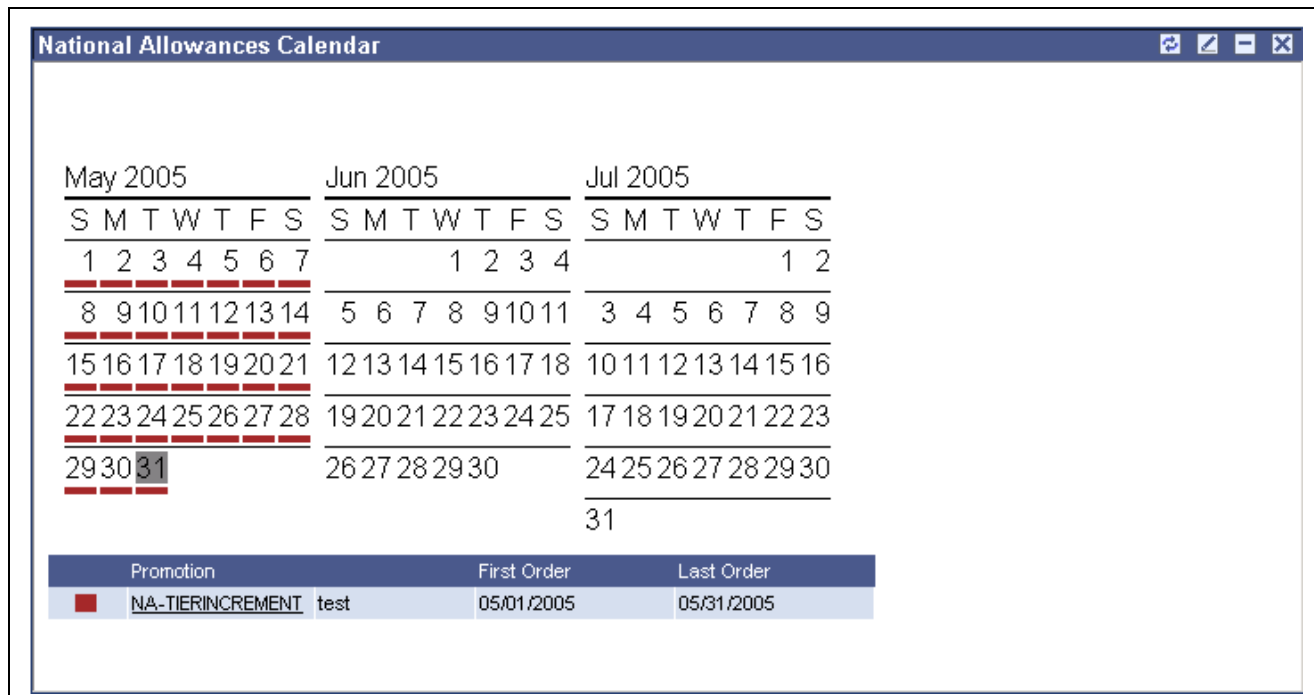 National Allowances Calendar
May 2005 Jun 2005 Jul 2005
S M T W T F S S M T W T F S S M T W T F S
1 2 3 4 5 6 7 1 2 3 4 1 2
8 9 10 11 12 13 14 5 6 7 8 9 10 11 3 4 5 6 7 8 9
15 16 17 18 19 20 21 12 13 14 15 16 17 18 10 11 12 13 14 15 16
22 23 24 25 26 27 28 19 20 21 22 23 24 25 17 18 19 20 21 22 23
29 30 31 26 27 28 29 30 24 25 26 27 28 29 30
31
Promotion First Order Last Order
NA-TIERINCREMENT test 05/01/2005 05/31/2005